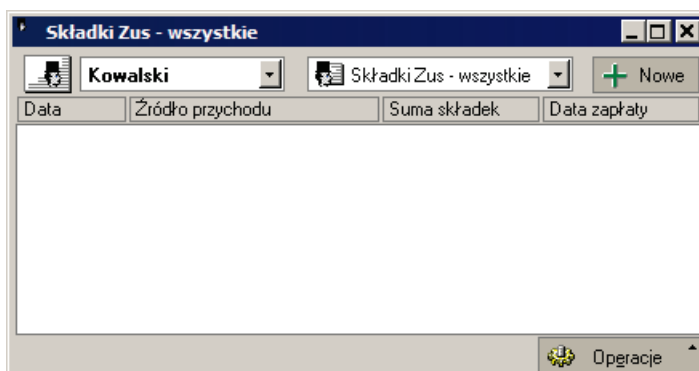 Składki Zus - wszystkie
Kowalski Składki Zus - wszystkie Nowe
Data Źródło przychodu Suma składek Data zapłaty
Operacje